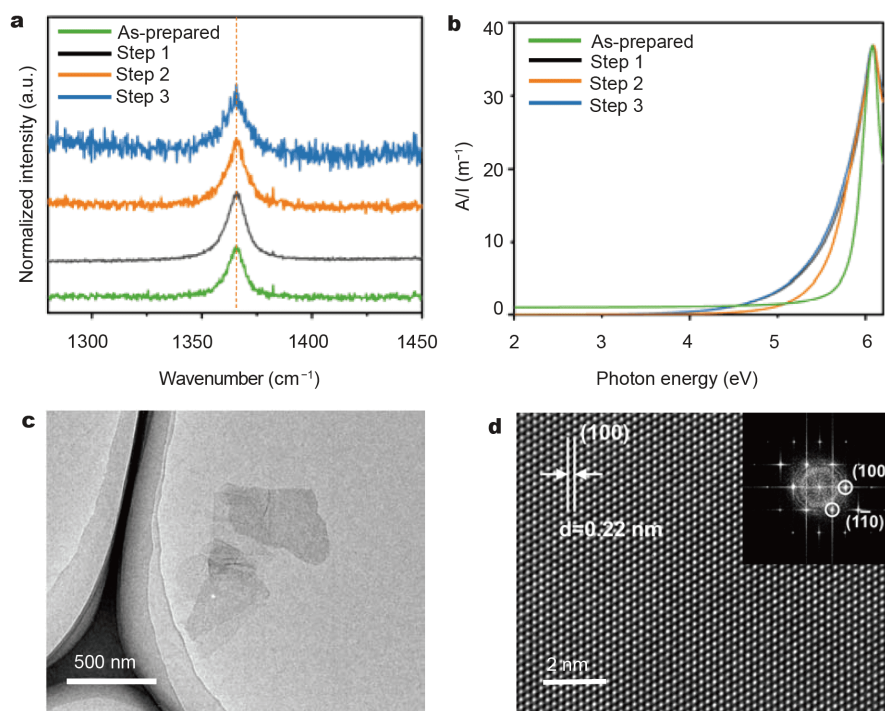 a
As-prepared
Step 1
Step 2
Step 3
Normalized intensity (a.u.)
1300
1350
1400
1450
Wavenumber (cm⁻¹)
b
As-prepared
Step 1
Step 2
Step 3
A/l (m⁻¹)
40
30
20
10
0
2
3
4
5
6
Photon energy (eV)
c
500 nm
d
(100)
d=0.22 nm
2 nm
(100
(1̄10)